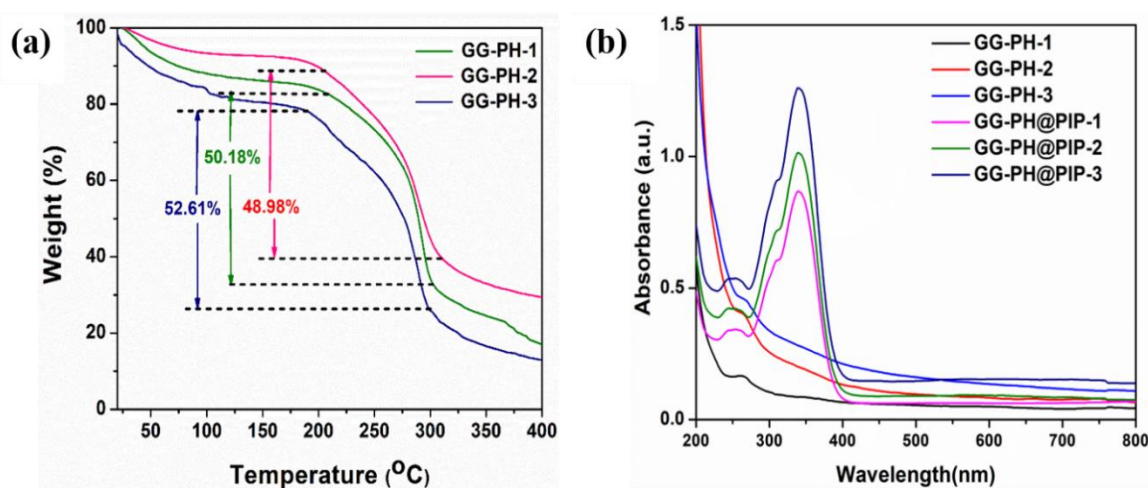 (a)
Weight (%)
100
80
60
40
20
0
GG-PH-1
GG-PH-2
GG-PH-3
50.18%
52.61%
48.98%
50
100
150
200
250
300
350
400
Temperature (⁰C)
(b)
Absorbance (a.u.)
1.5
1.0
0.5
0.0
GG-PH-1
GG-PH-2
GG-PH-3
GG-PH@PIP-1
GG-PH@PIP-2
GG-PH@PIP-3
200
300
400
500
600
700
800
Wavelength(nm)